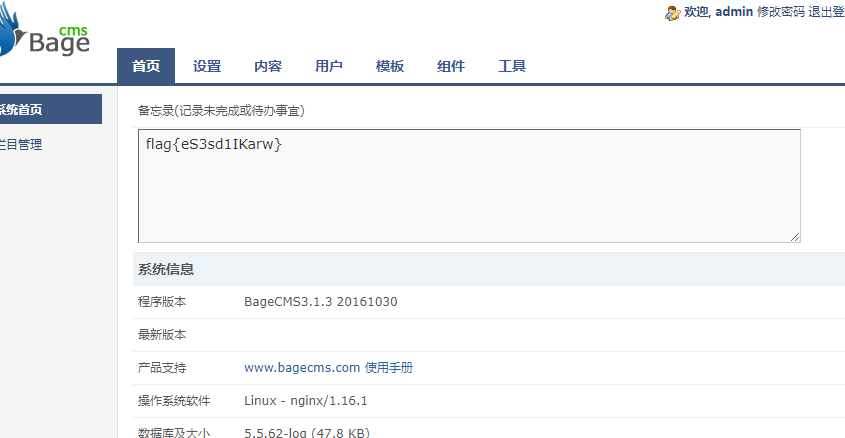 cms
Bage
欢迎, admin 修改密码 退出登
首页 设置 内容 用户 模板 组件 工具
系统首页
栏目管理
备忘录(记录未完成或待办事宜)
flag{eS3sd1IKarw}
系统信息
程序版本 BageCMS3.1.3 20161030
最新版本
产品支持 www.bagecms.com 使用手册
操作系统软件 Linux - nginx/1.16.1
数据库及大小 5.5.62-log (47.8 KB)